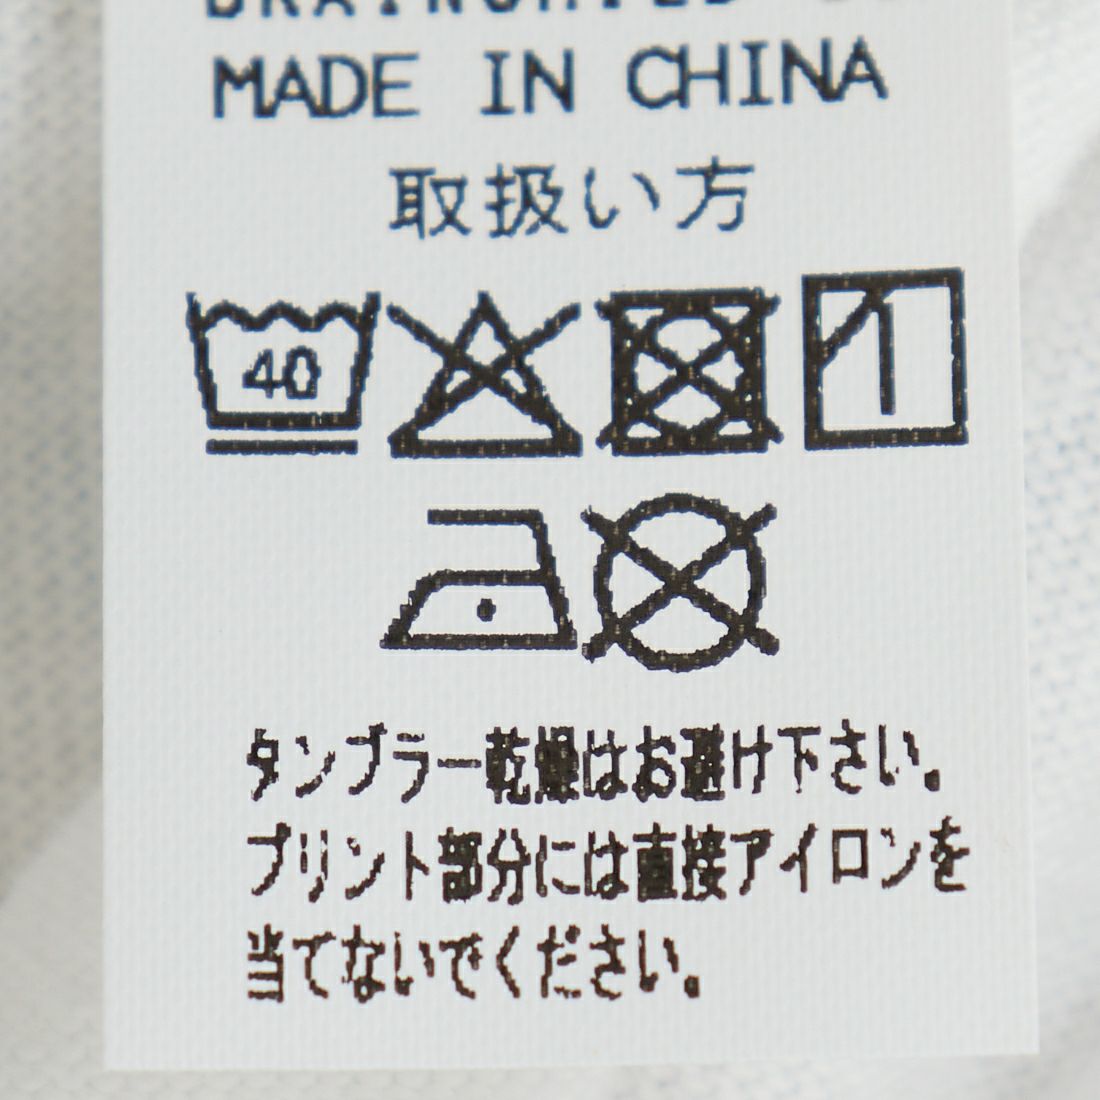 MADE IN CHINA
取扱い方
40
タンブラー乾燥はお避け下さい。
プリント部分には直接アイロンを
当てないでください。